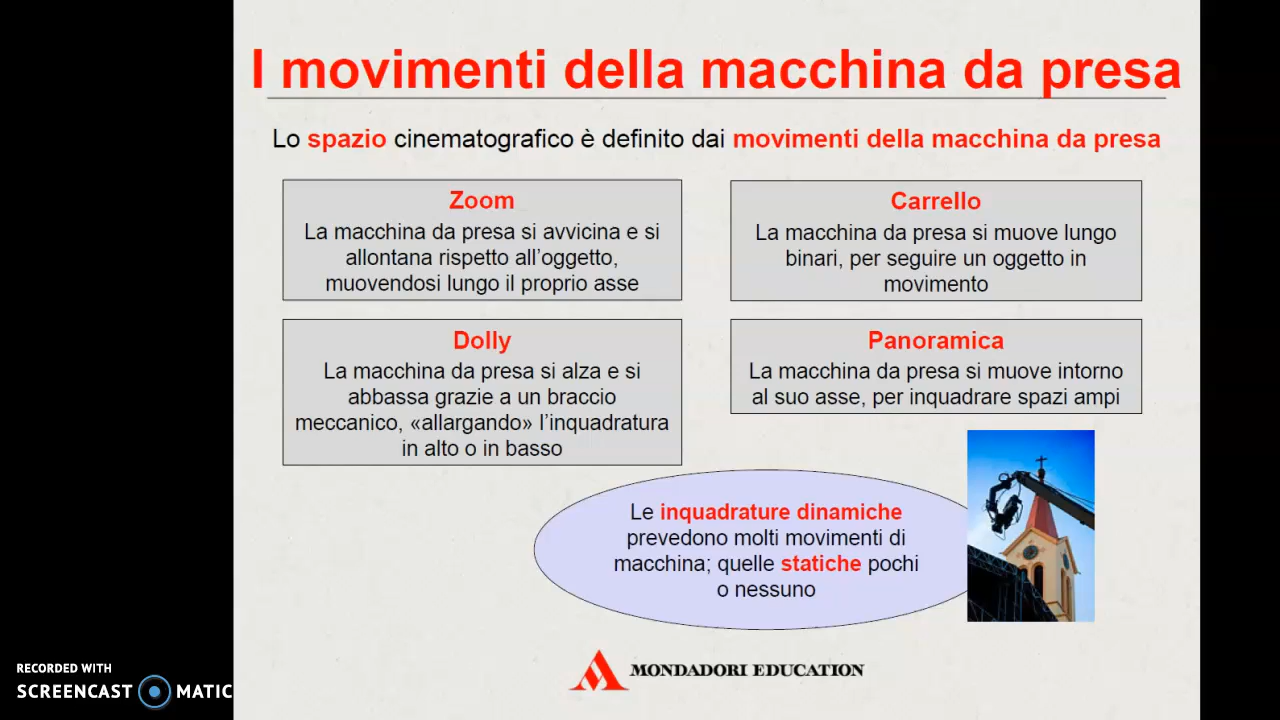 I movimenti della macchina da presa
Lo spazio cinematografico è definito dai movimenti della macchina da presa
Zoom
La macchina da presa si avvicina e si
allontana rispetto all’oggetto,
muovendosi lungo il proprio asse
Carrello
La macchina da presa si muove lungo
binari, per seguire un oggetto in
movimento
Dolly
La macchina da presa si alza e si
abbassa grazie a un braccio
meccanico, «allargando» l’inquadratura
in alto o in basso
Panoramica
La macchina da presa si muove intorno
al suo asse, per inquadrare spazi ampi
Le inquadrature dinamiche
prevedono molti movimenti di
macchina; quelle statiche pochi
o nessuno
MONDADORI EDUCATION
RECORDED WITH
SCREENCAST MATIC